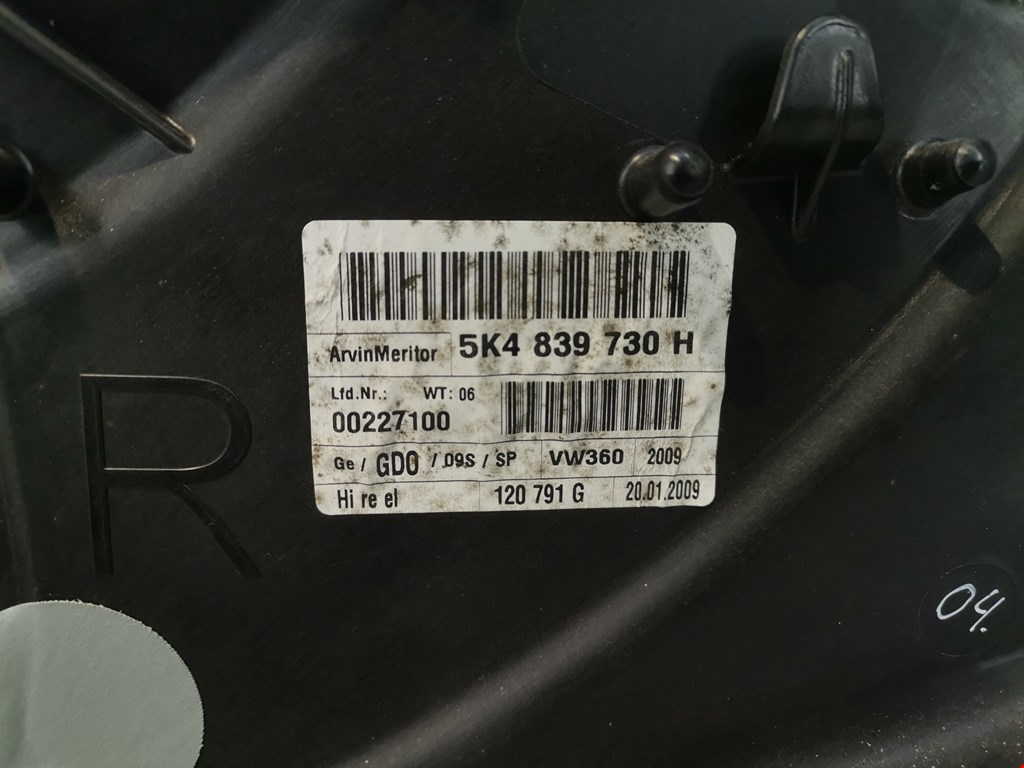 ArvinMeritor 5K4 839 730 H
Lfd.Nr.: WT: 06
00227100
Ge / GDO / 09S / SP VW360 2009
Hi re el 120 791 G 20.01.2009
R
04.